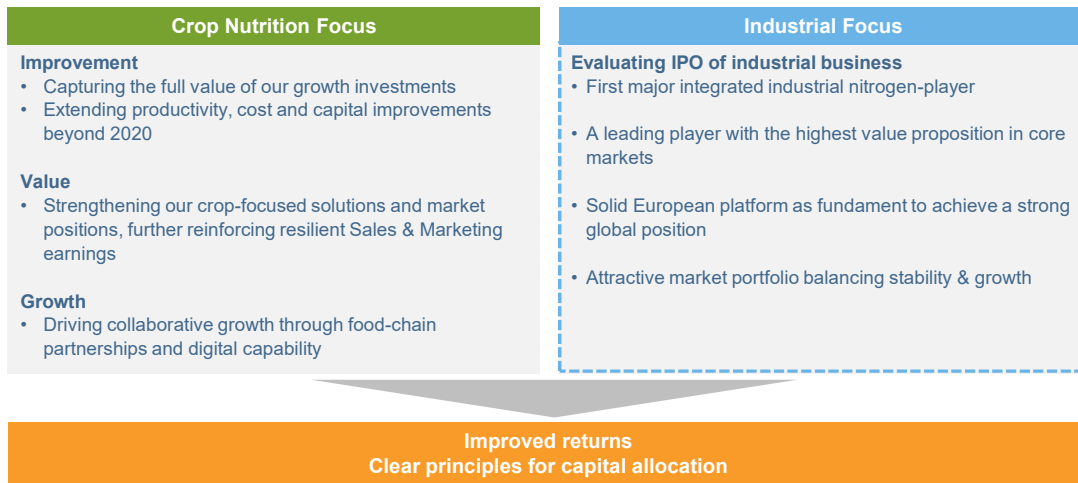 Crop Nutrition Focus
Improvement
• Capturing the full value of our growth investments
• Extending productivity, cost and capital improvements
beyond 2020
Value
• Strengthening our crop-focused solutions and market
positions, further reinforcing resilient Sales & Marketing
earnings
Growth
• Driving collaborative growth through food-chain
partnerships and digital capability
Industrial Focus
Evaluating IPO of industrial business
• First major integrated industrial nitrogen-player
• A leading player with the highest value proposition in core
markets
• Solid European platform as fundament to achieve a strong
global position
• Attractive market portfolio balancing stability & growth
Improved returns
Clear principles for capital allocation